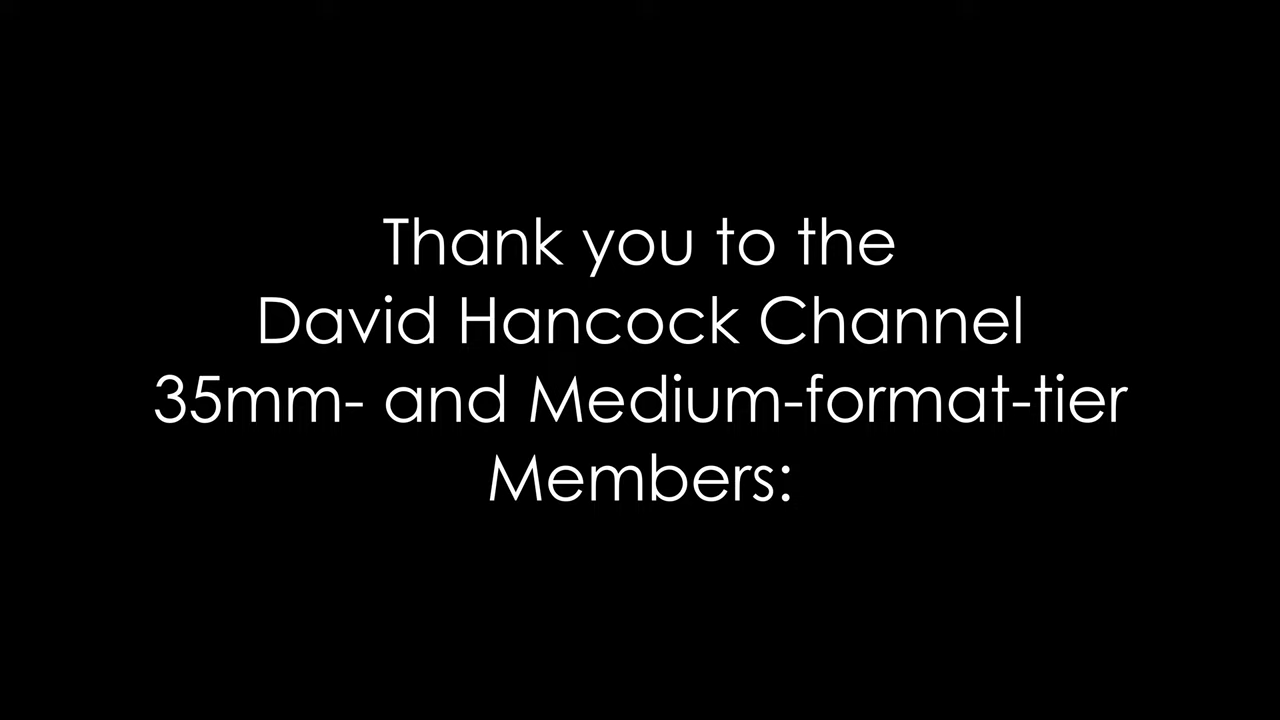 Thank you to the
David Hancock Channel
35mm- and Medium-format-tier
Members: